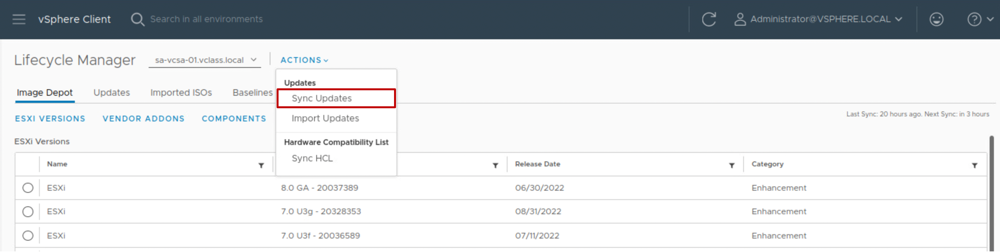 vSphere Client
Search in all environments
Administrator@VSPHERE.LOCAL
Lifecycle Manager
sa-vcsa-01.vclass.local
ACTIONS
Updates
Sync Updates
Import Updates
Hardware Compatibility List
Sync HCL
Image Depot
Updates
Imported ISOs
Baselines
ESXI VERSIONS
VENDOR ADDONS
COMPONENTS
Last Sync: 20 hours ago. Next Sync: in 3 hours
ESXi Versions
Name Release Date Category
ESXi 8.0 GA - 20037389 06/30/2022 Enhancement
ESXi 7.0 U3g - 20328353 08/31/2022 Enhancement
ESXi 7.0 U3f - 20036589 07/11/2022 Enhancement